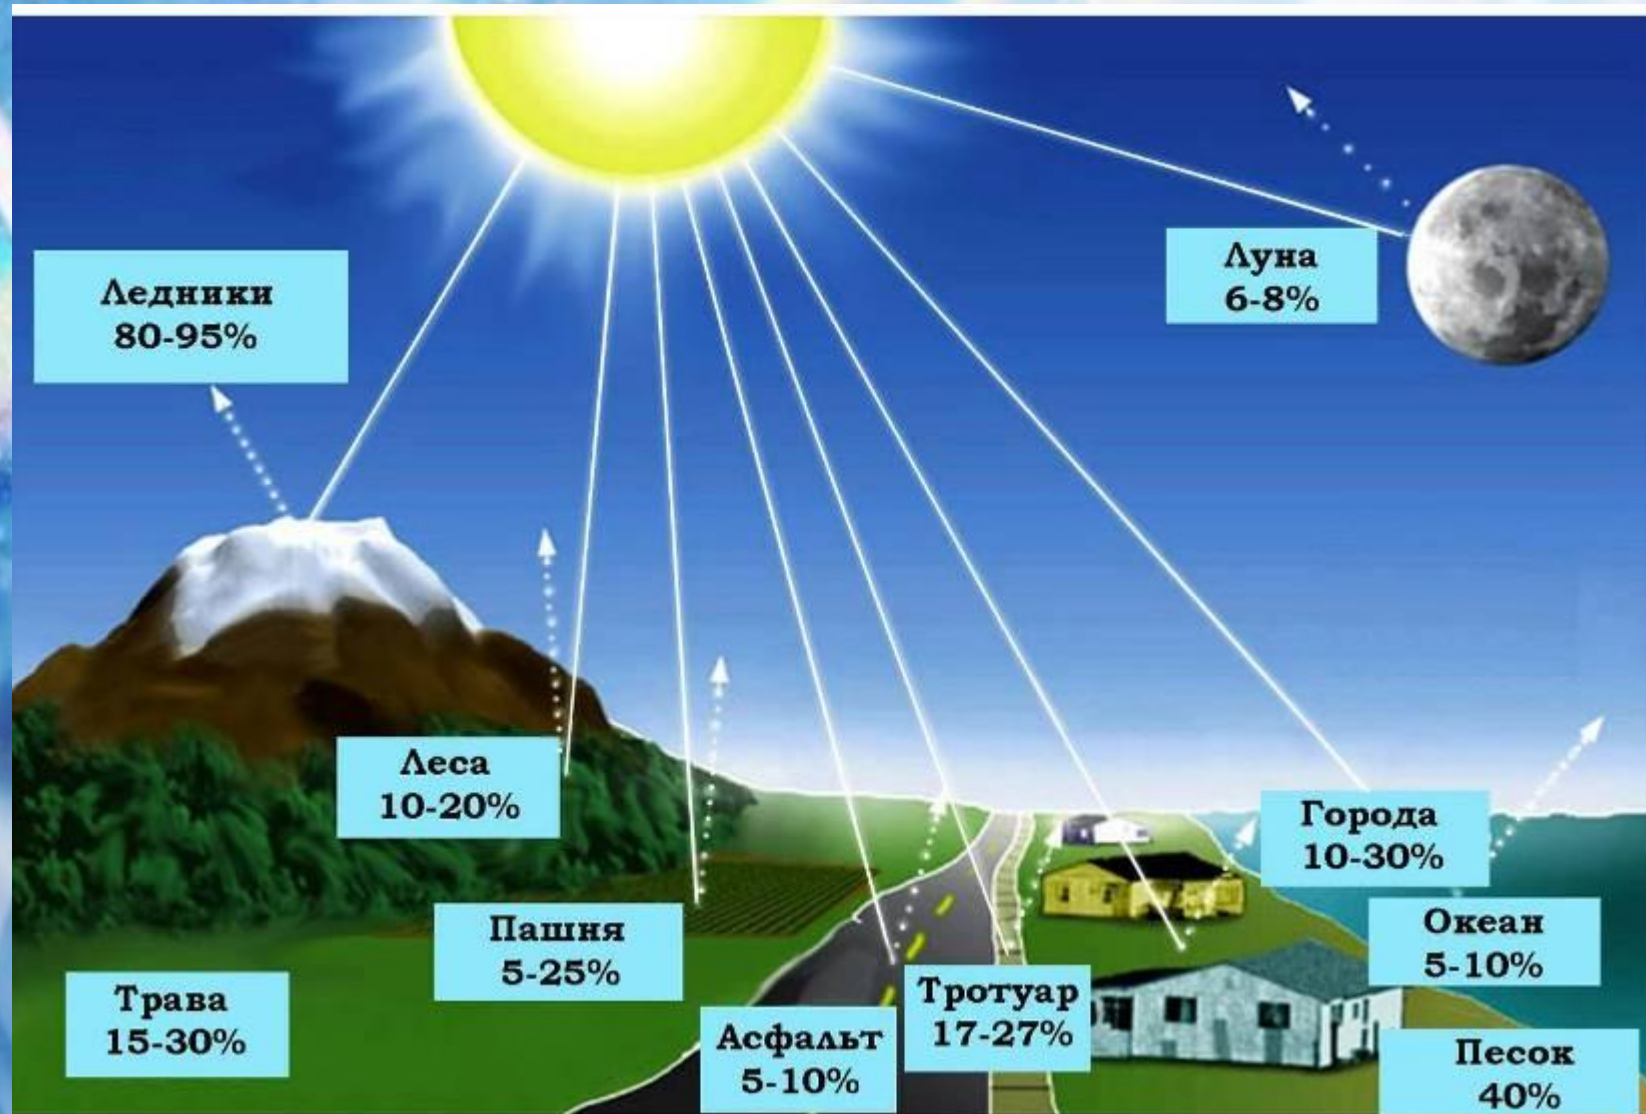 Луна
6-8%
Ледники
80-95%
Леса
10-20%
Города
10-30%
Пашня
5-25%
Океан
5-10%
Трава
15-30%
Тротуар
17-27%
Асфальт
5-10%
Песок
40%